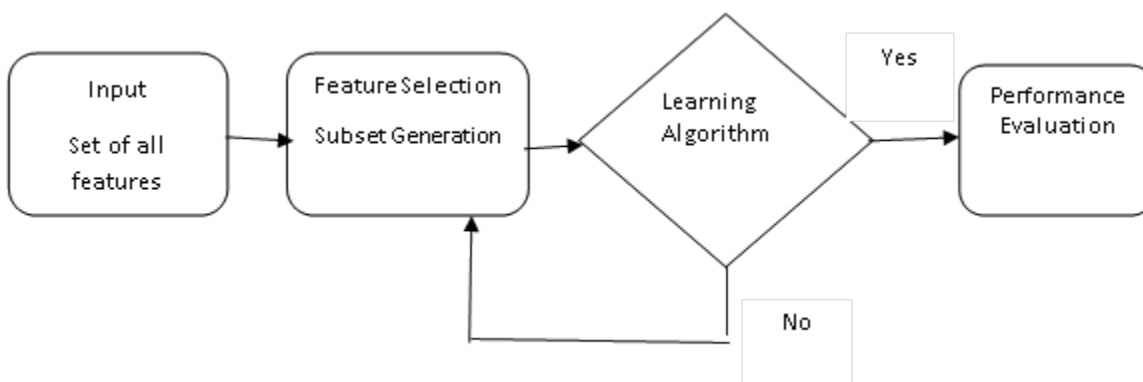 Input
Set of all
features
Feature Selection
Subset Generation
Learning
Algorithm
Yes
No
Performance
Evaluation